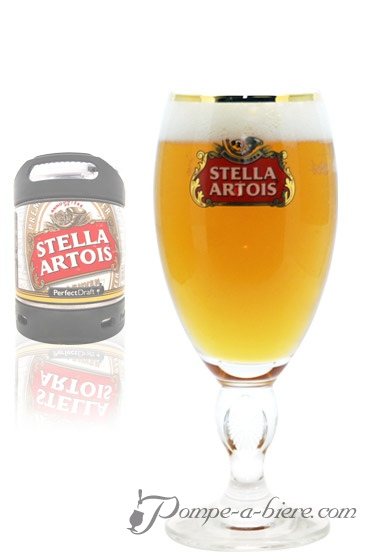 STELLA
ARTOIS
STELLA
ARTOIS
PerfectDraft
STELLA
ARTOIS
Pompe-a-biere.com